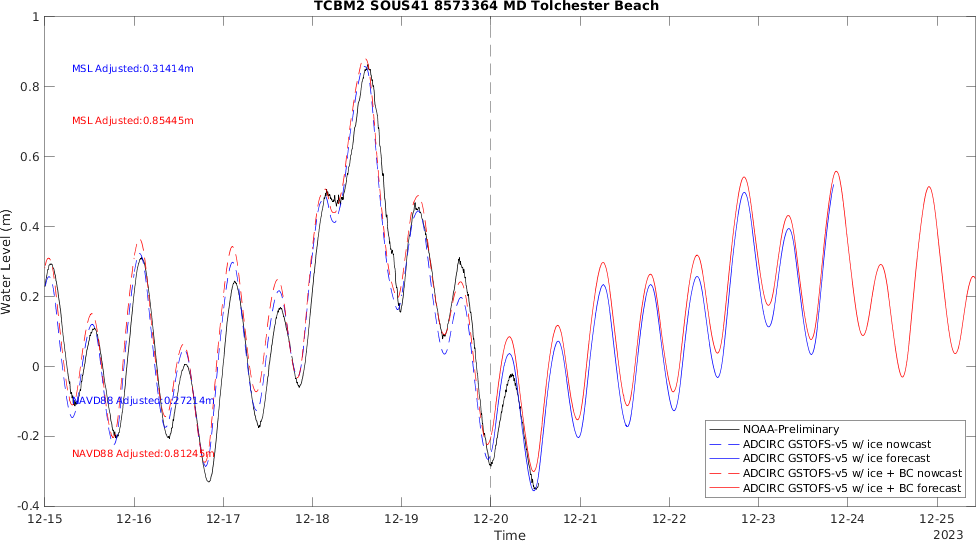 TCBM2 SOUS41 8573364 MD Tolchester Beach
1
0.8
0.6
0.4
0.2
0
-0.2
-0.4
Water Level (m)
MSL Adjusted:0.31414m
MSL Adjusted:0.85445m
NAVD88 Adjusted:0.27214m
NAVD88 Adjusted:0.81245m
NOAA-Preliminary
ADCIRC GSTOFS-v5 w/ ice nowcast
ADCIRC GSTOFS-v5 w/ ice forecast
ADCIRC GSTOFS-v5 w/ ice + BC nowcast
ADCIRC GSTOFS-v5 w/ ice + BC forecast
12-15 12-16 12-17 12-18 12-19 12-20 12-21 12-22 12-23 12-24 12-25
Time
2023